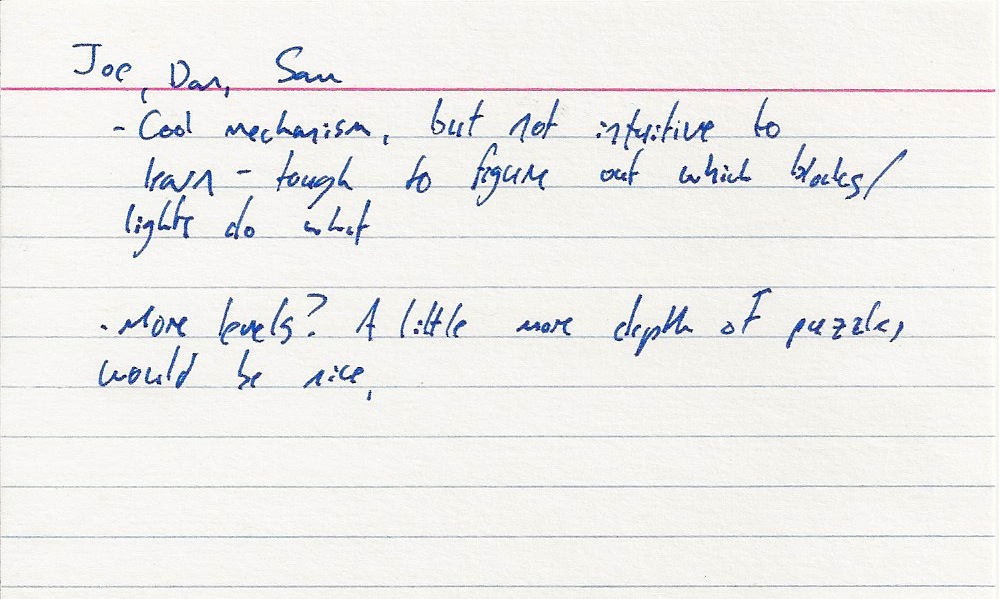 Joe, Dan, Sam
- Cool mechanism, but not intuitive to
learn - tough to figure out which blocks/
lights do what
- More levels? A little more depth of puzzles
would be nice.